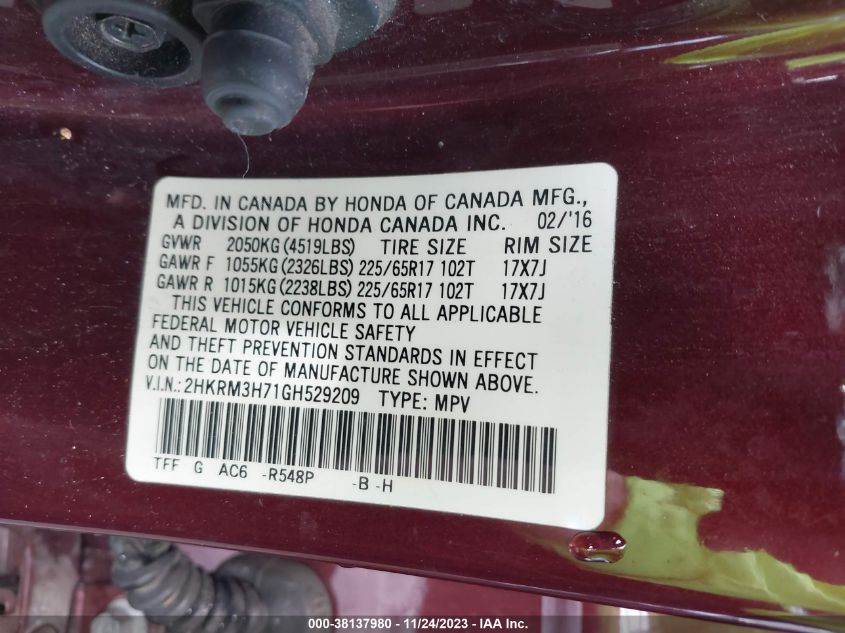 MFD. IN CANADA BY HONDA OF CANADA MFG.,
A DIVISION OF HONDA CANADA INC. 02/'16
GVWR 2050KG (4519LBS) TIRE SIZE RIM SIZE
GAWR F 1055KG (2326LBS) 225/65R17 102T 17X7J
GAWR R 1015KG (2238LBS) 225/65R17 102T 17X7J
THIS VEHICLE CONFORMS TO ALL APPLICABLE
FEDERAL MOTOR VEHICLE SAFETY
AND THEFT PREVENTION STANDARDS IN EFFECT
ON THE DATE OF MANUFACTURE SHOWN ABOVE.
V.I.N.: 2HKRM3H71GH529209 TYPE: MPV
TFF G AC6 -R548P -B -H
000-38137980 - 11/24/2023 - IAA Inc.